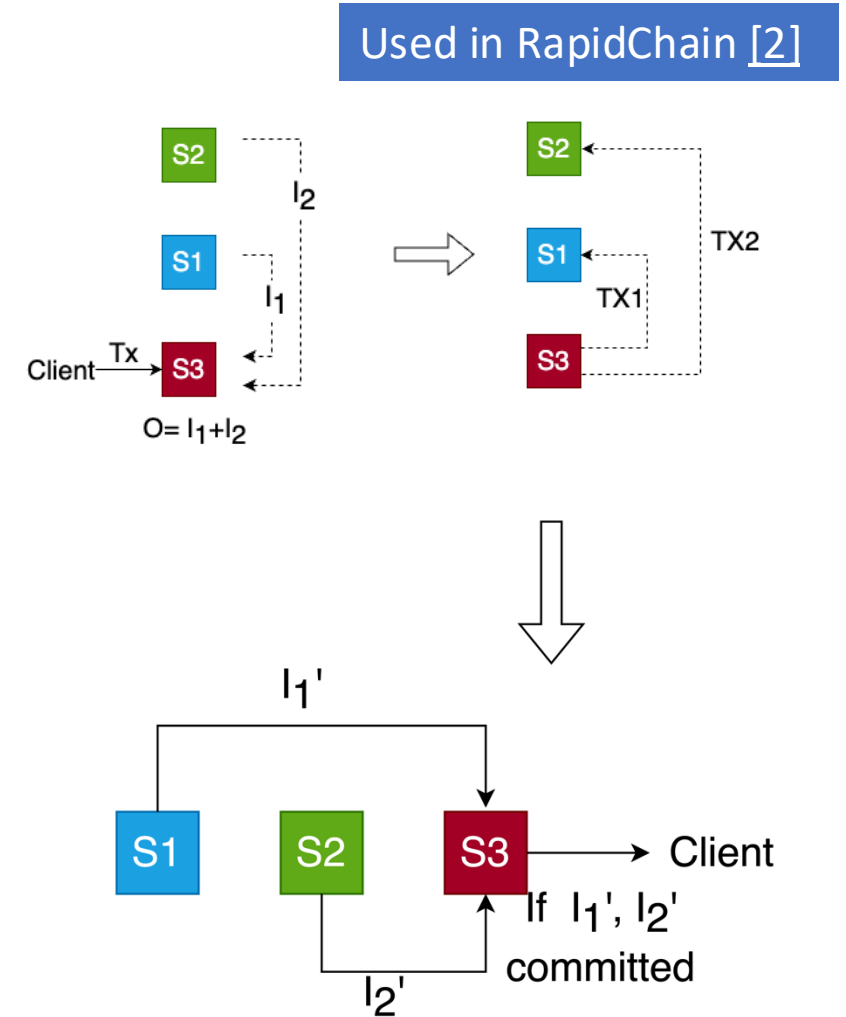 Used in RapidChain [2]
S2
I2
S1
I1
Client
Tx
S3
O= I1+I2
S2
S1
TX2
TX1
S3
I1'
S1
S2
S3
Client
If I1', I2'
committed
I2'